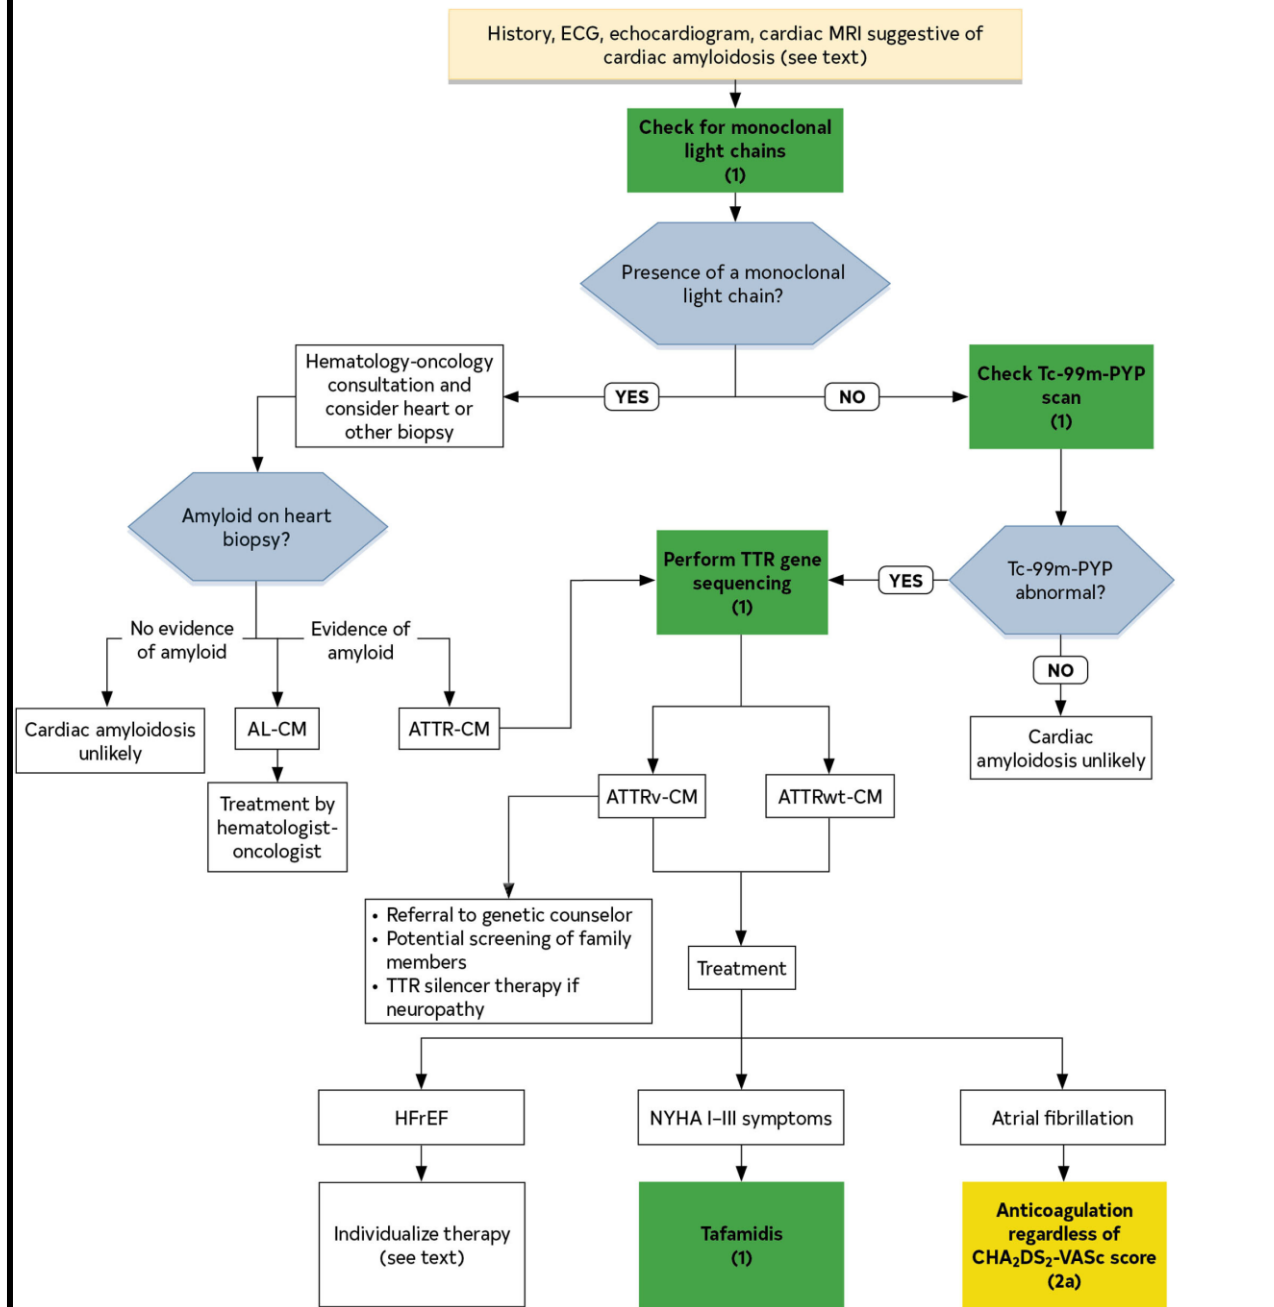 History, ECG, echocardiogram, cardiac MRI suggestive of
cardiac amyloidosis (see text)
Check for monoclonal
light chains
(1)
Presence of a monoclonal
light chain?
Hematology-oncology
consultation and
consider heart or
other biopsy
YES
NO
Check Tc-99m-PYP
scan
(1)
Amyloid on heart
biopsy?
Perform TTR gene
sequencing
(1)
YES
Tc-99m-PYP
abnormal?
No evidence
of amyloid
Evidence of
amyloid
NO
Cardiac amyloidosis
unlikely
AL-CM
ATTR-CM
Cardiac
amyloidosis unlikely
Treatment by
hematologist-
oncologist
ATTRv-CM
ATTRwt-CM
• Referral to genetic counselor
• Potential screening of family
members
• TTR silencer therapy if
neuropathy
Treatment
HFrEF
NYHA I–III symptoms
Atrial fibrillation
Individualize therapy
(see text)
Tafamidis
(1)
Anticoagulation
regardless of
CHA₂DS₂-VASc score
(2a)